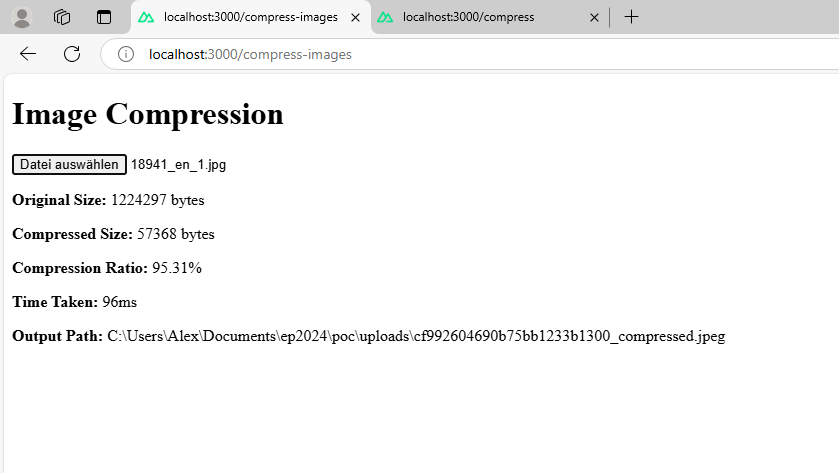 localhost:3000/compress-images
localhost:3000/compress
localhost:3000/compress-images
Image Compression
Datei auswählen 18941_en_1.jpg
Original Size: 1224297 bytes
Compressed Size: 57368 bytes
Compression Ratio: 95.31%
Time Taken: 96ms
Output Path: C:\Users\Alex\Documents\ep2024\poc\uploads\cf992604690b75bb1233b1300_compressed.jpeg